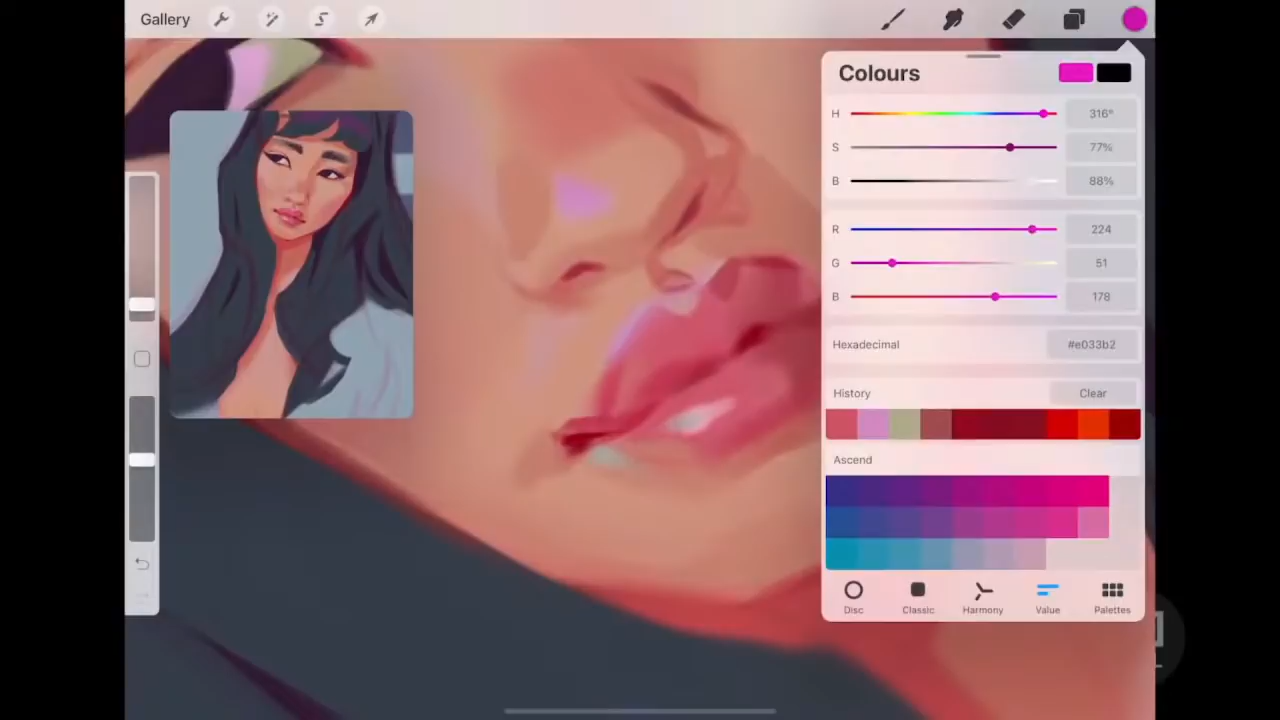 Gallery
Colours
H 316°
S 77%
B 88%
R 224
G 51
B 178
Hexadecimal #e033b2
History Clear
Ascend
Disc Classic Harmony Value Palettes